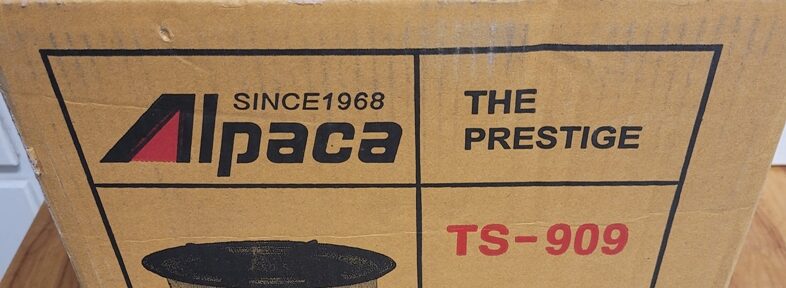 Alpaca
SINCE1968
THE
PRESTIGE
TS-909